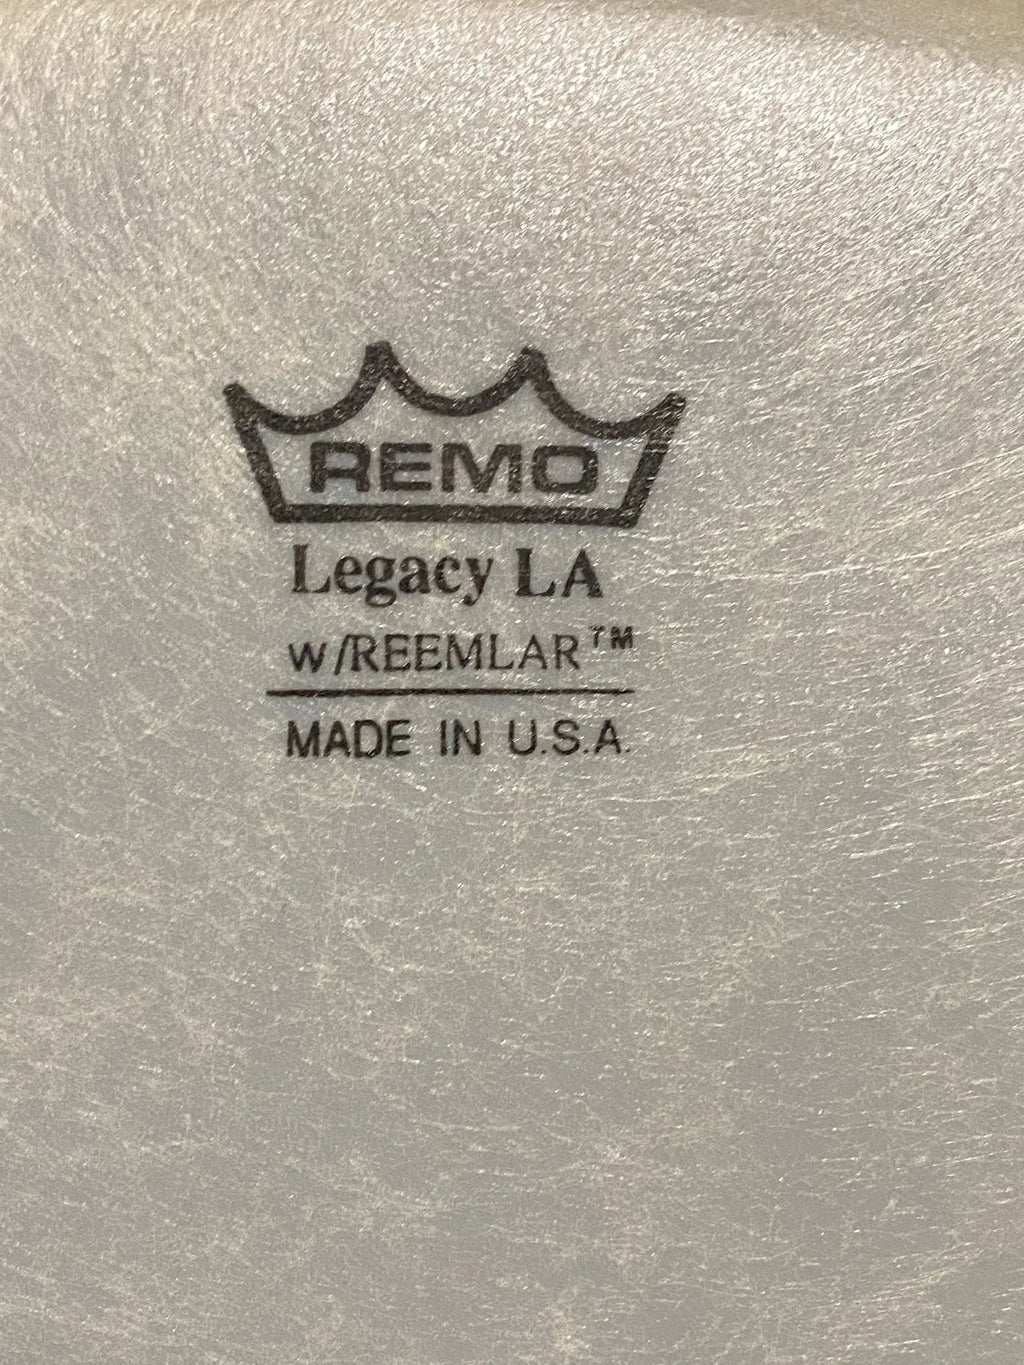 REMO
Legacy LA
w/REEMLAR™
MADE IN U.S.A.